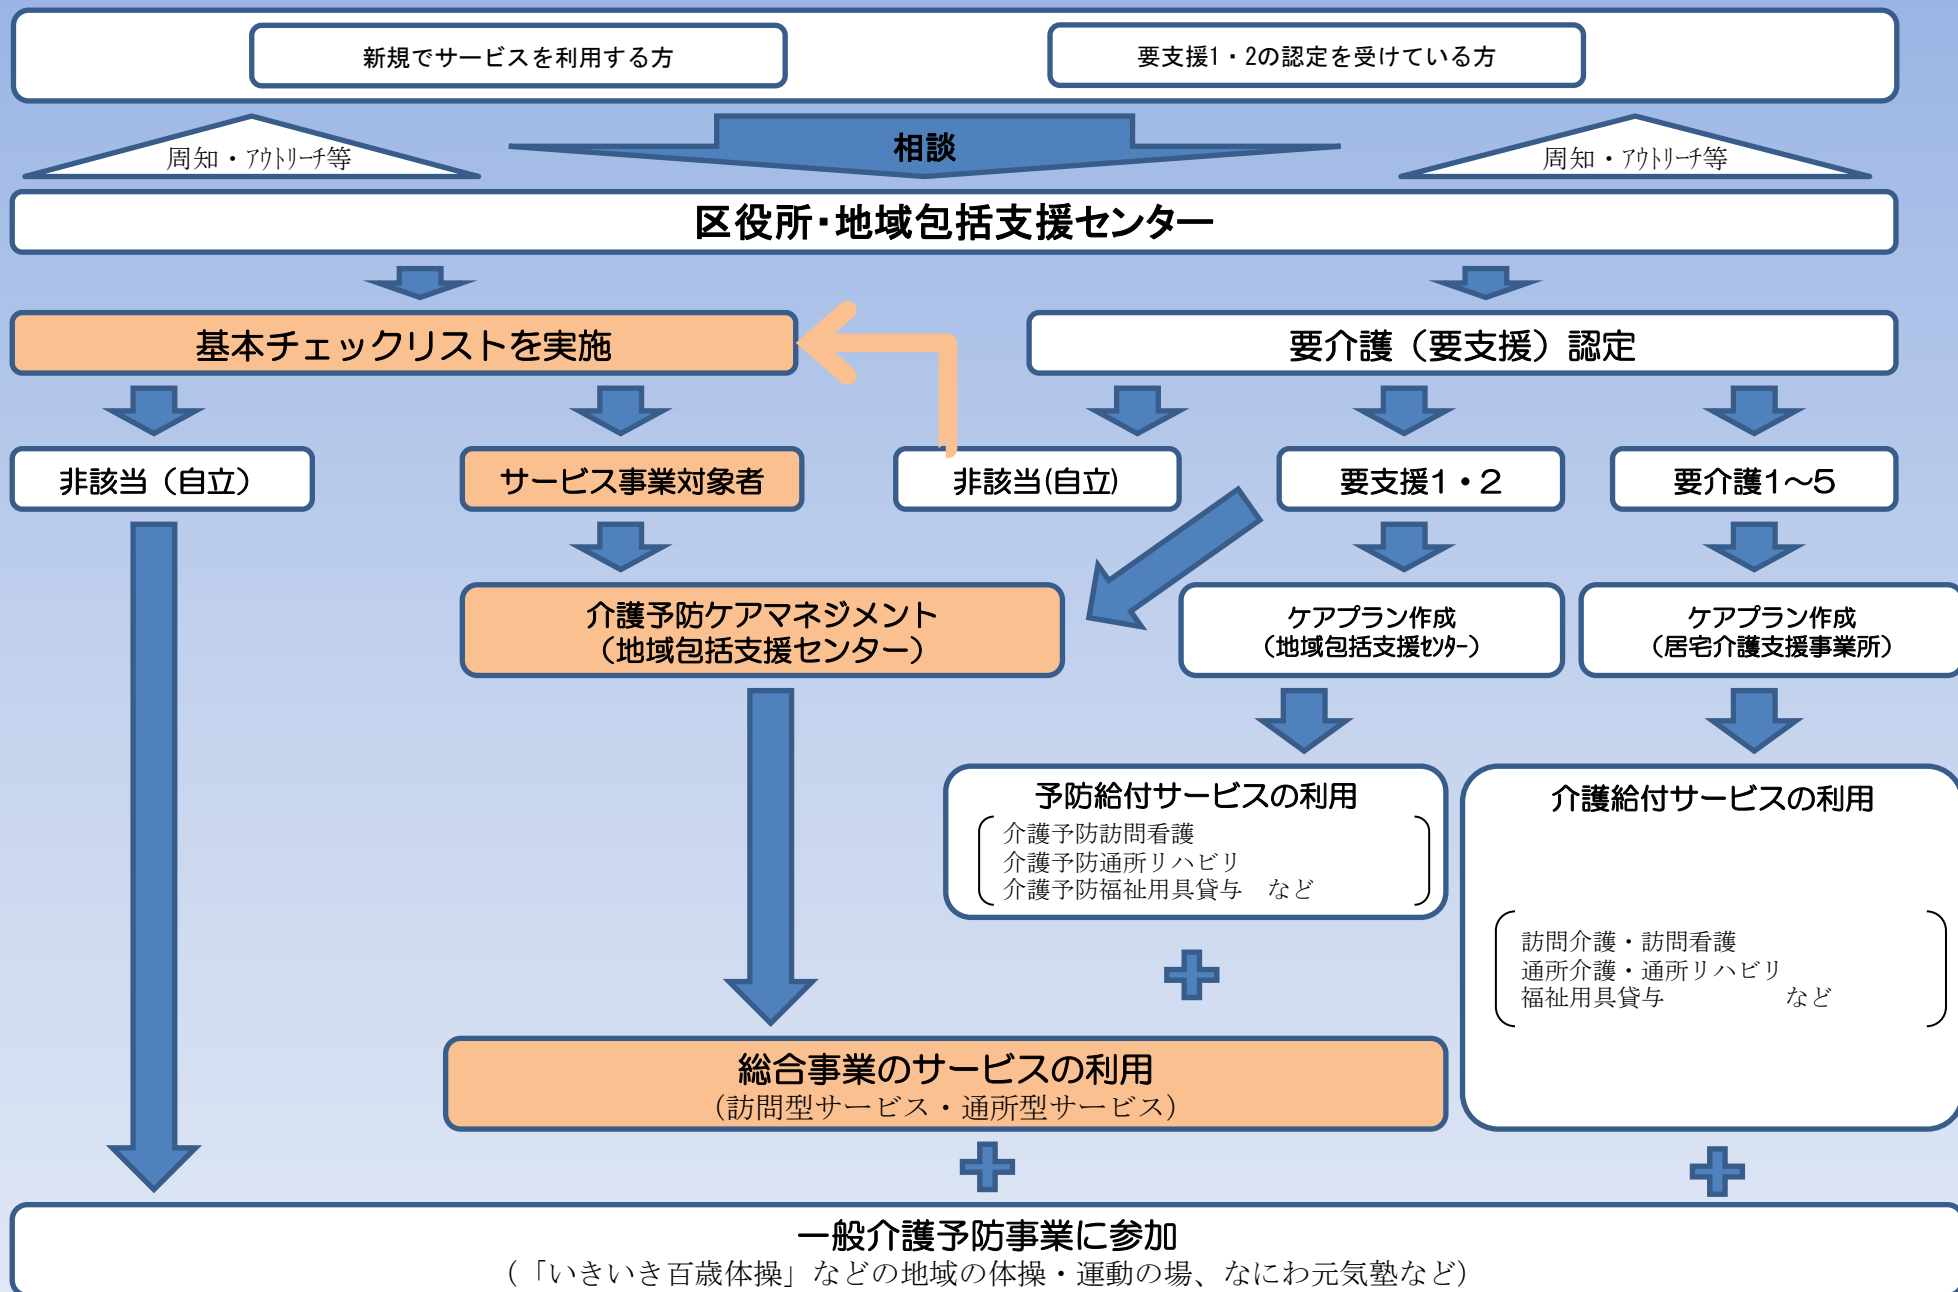 新規でサービスを利用する方
要支援1・2の認定を受けている方
周知・ｱｳﾄﾘｰﾁ等
相談
周知・ｱｳﾄﾘｰﾁ等
区役所・地域包括支援センター
基本チェックリストを実施
要介護（要支援）認定
非該当（自立）
サービス事業対象者
非該当(自立)
要支援1・2
要介護1～5
介護予防ケアマネジメント
（地域包括支援センター）
ケアプラン作成
（地域包括支援ｾﾝﾀｰ）
ケアプラン作成
（居宅介護支援事業所）
予防給付サービスの利用
介護予防訪問看護
介護予防通所リハビリ
介護予防福祉用具貸与　など
介護給付サービスの利用
訪問介護・訪問看護
通所介護・通所リハビリ
福祉用具貸与　　　　　など
総合事業のサービスの利用
（訪問型サービス・通所型サービス）
一般介護予防事業に参加
（「いきいき百歳体操」などの地域の体操・運動の場、なにわ元気塾など）